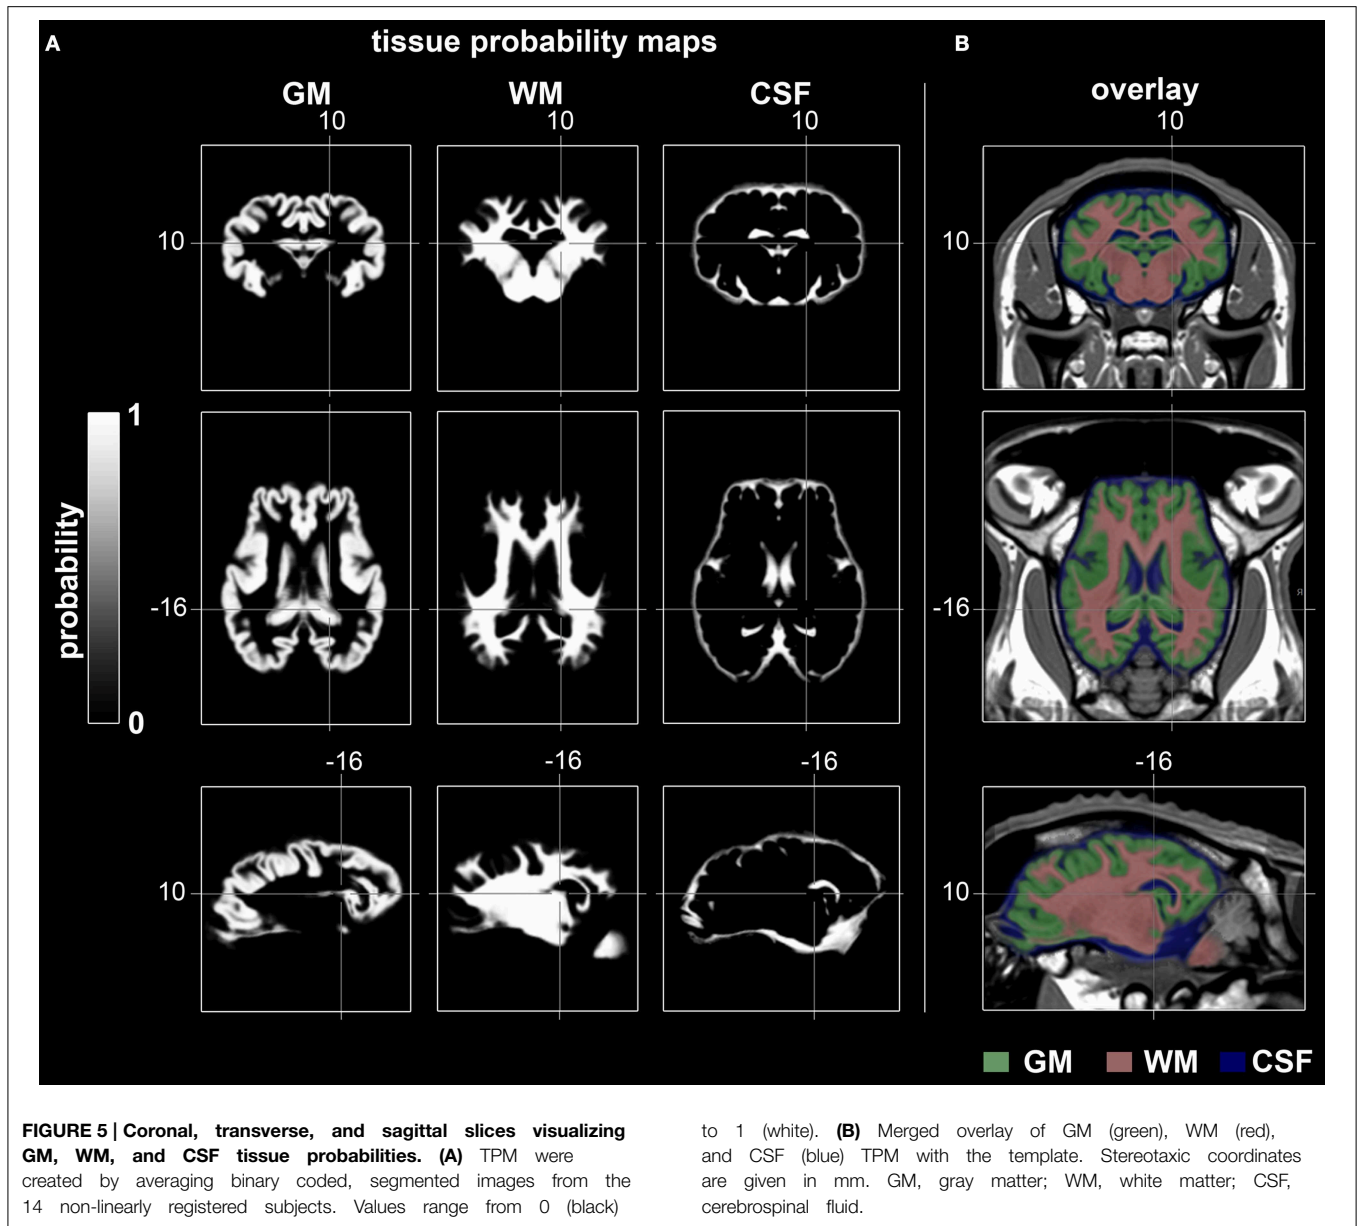 A
tissue probability maps
B
GM
WM
CSF
overlay
10
10
10
10
10
10
1
probability
0
-16
-16
R
-16
-16
-16
-16
10
10
GM
WM
CSF
FIGURE 5 | Coronal, transverse, and sagittal slices visualizing
GM, WM, and CSF tissue probabilities. (A) TPM were
created by averaging binary coded, segmented images from the
14 non-linearly registered subjects. Values range from 0 (black)
to 1 (white). (B) Merged overlay of GM (green), WM (red),
and CSF (blue) TPM with the template. Stereotaxic coordinates
are given in mm. GM, gray matter; WM, white matter; CSF,
cerebrospinal fluid.